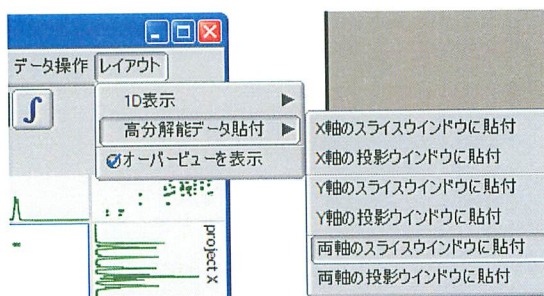 データ操作 レイアウト
∫
1D表示
高分解能データ貼付
オーバービューを表示
X軸のスライスウインドウに貼付
X軸の投影ウインドウに貼付
Y軸のスライスウインドウに貼付
Y軸の投影ウインドウに貼付
両軸のスライスウインドウに貼付
両軸の投影ウインドウに貼付
project X